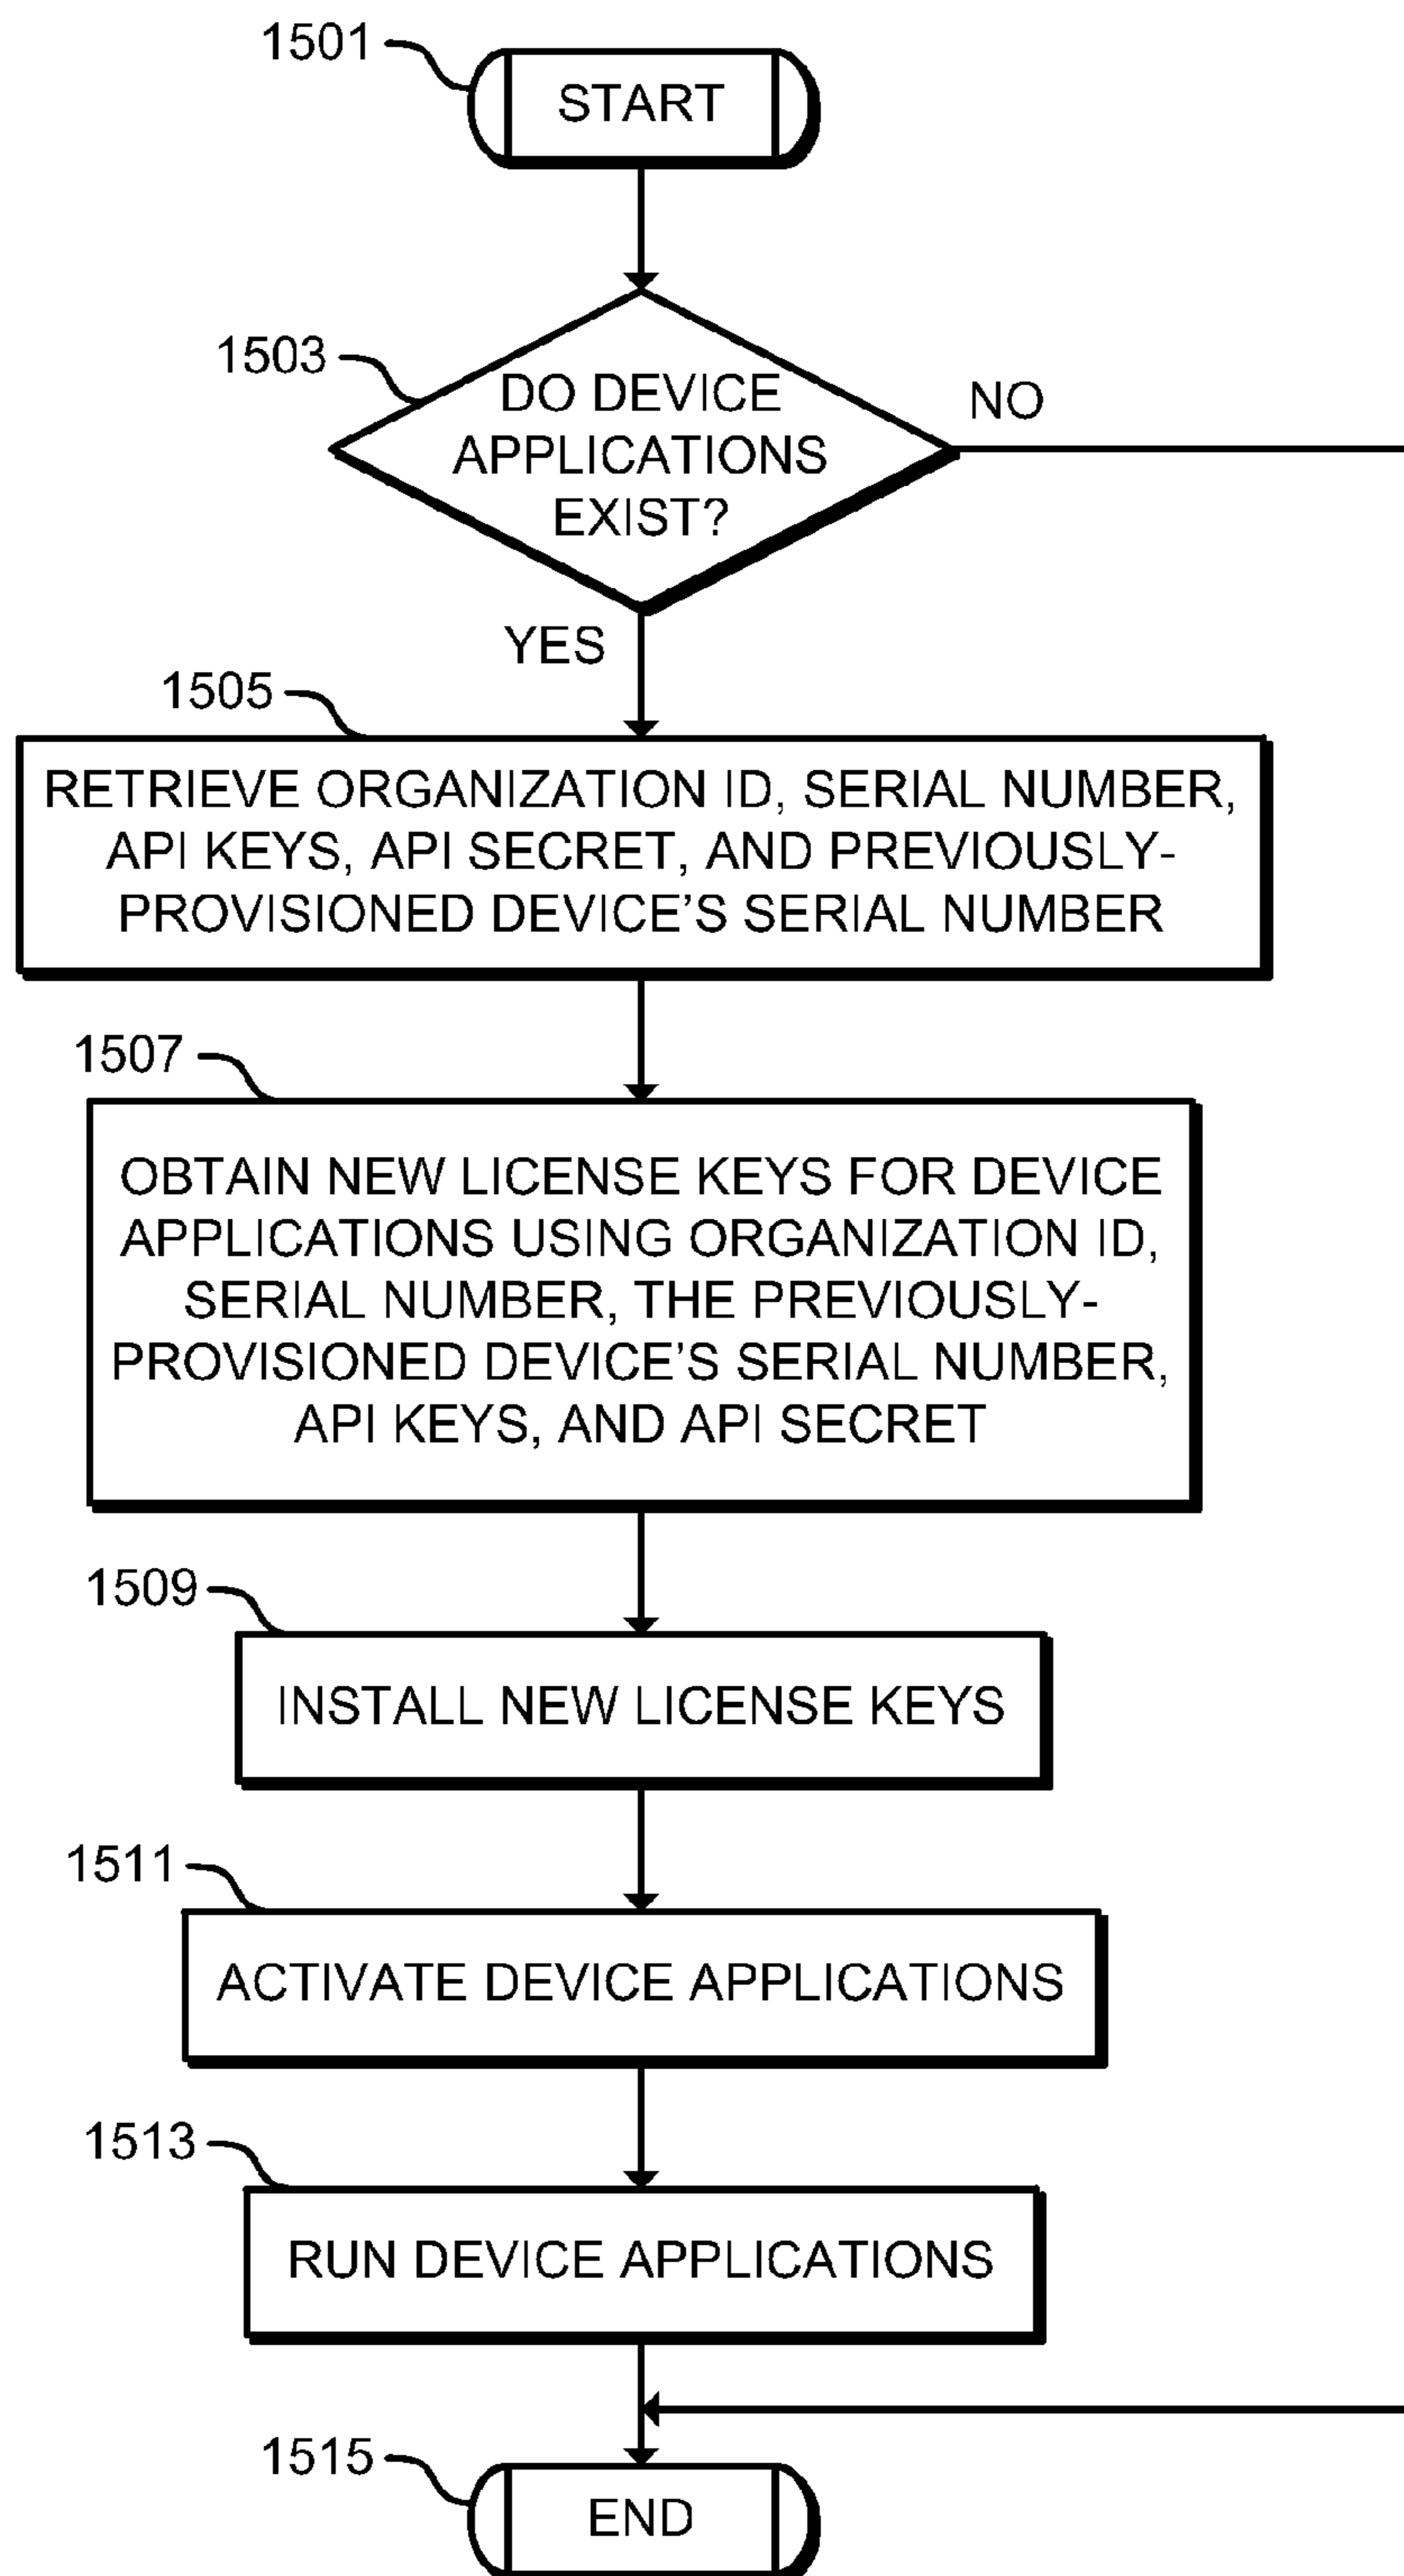 1501
START
1503
DO DEVICE
APPLICATIONS
EXIST?
NO
YES
1505
RETRIEVE ORGANIZATION ID, SERIAL NUMBER,
API KEYS, API SECRET, AND PREVIOUSLY-
PROVISIONED DEVICE’S SERIAL NUMBER
1507
OBTAIN NEW LICENSE KEYS FOR DEVICE
APPLICATIONS USING ORGANIZATION ID,
SERIAL NUMBER, THE PREVIOUSLY-
PROVISIONED DEVICE’S SERIAL NUMBER,
API KEYS, AND API SECRET
1509
INSTALL NEW LICENSE KEYS
1511
ACTIVATE DEVICE APPLICATIONS
1513
RUN DEVICE APPLICATIONS
1515
END